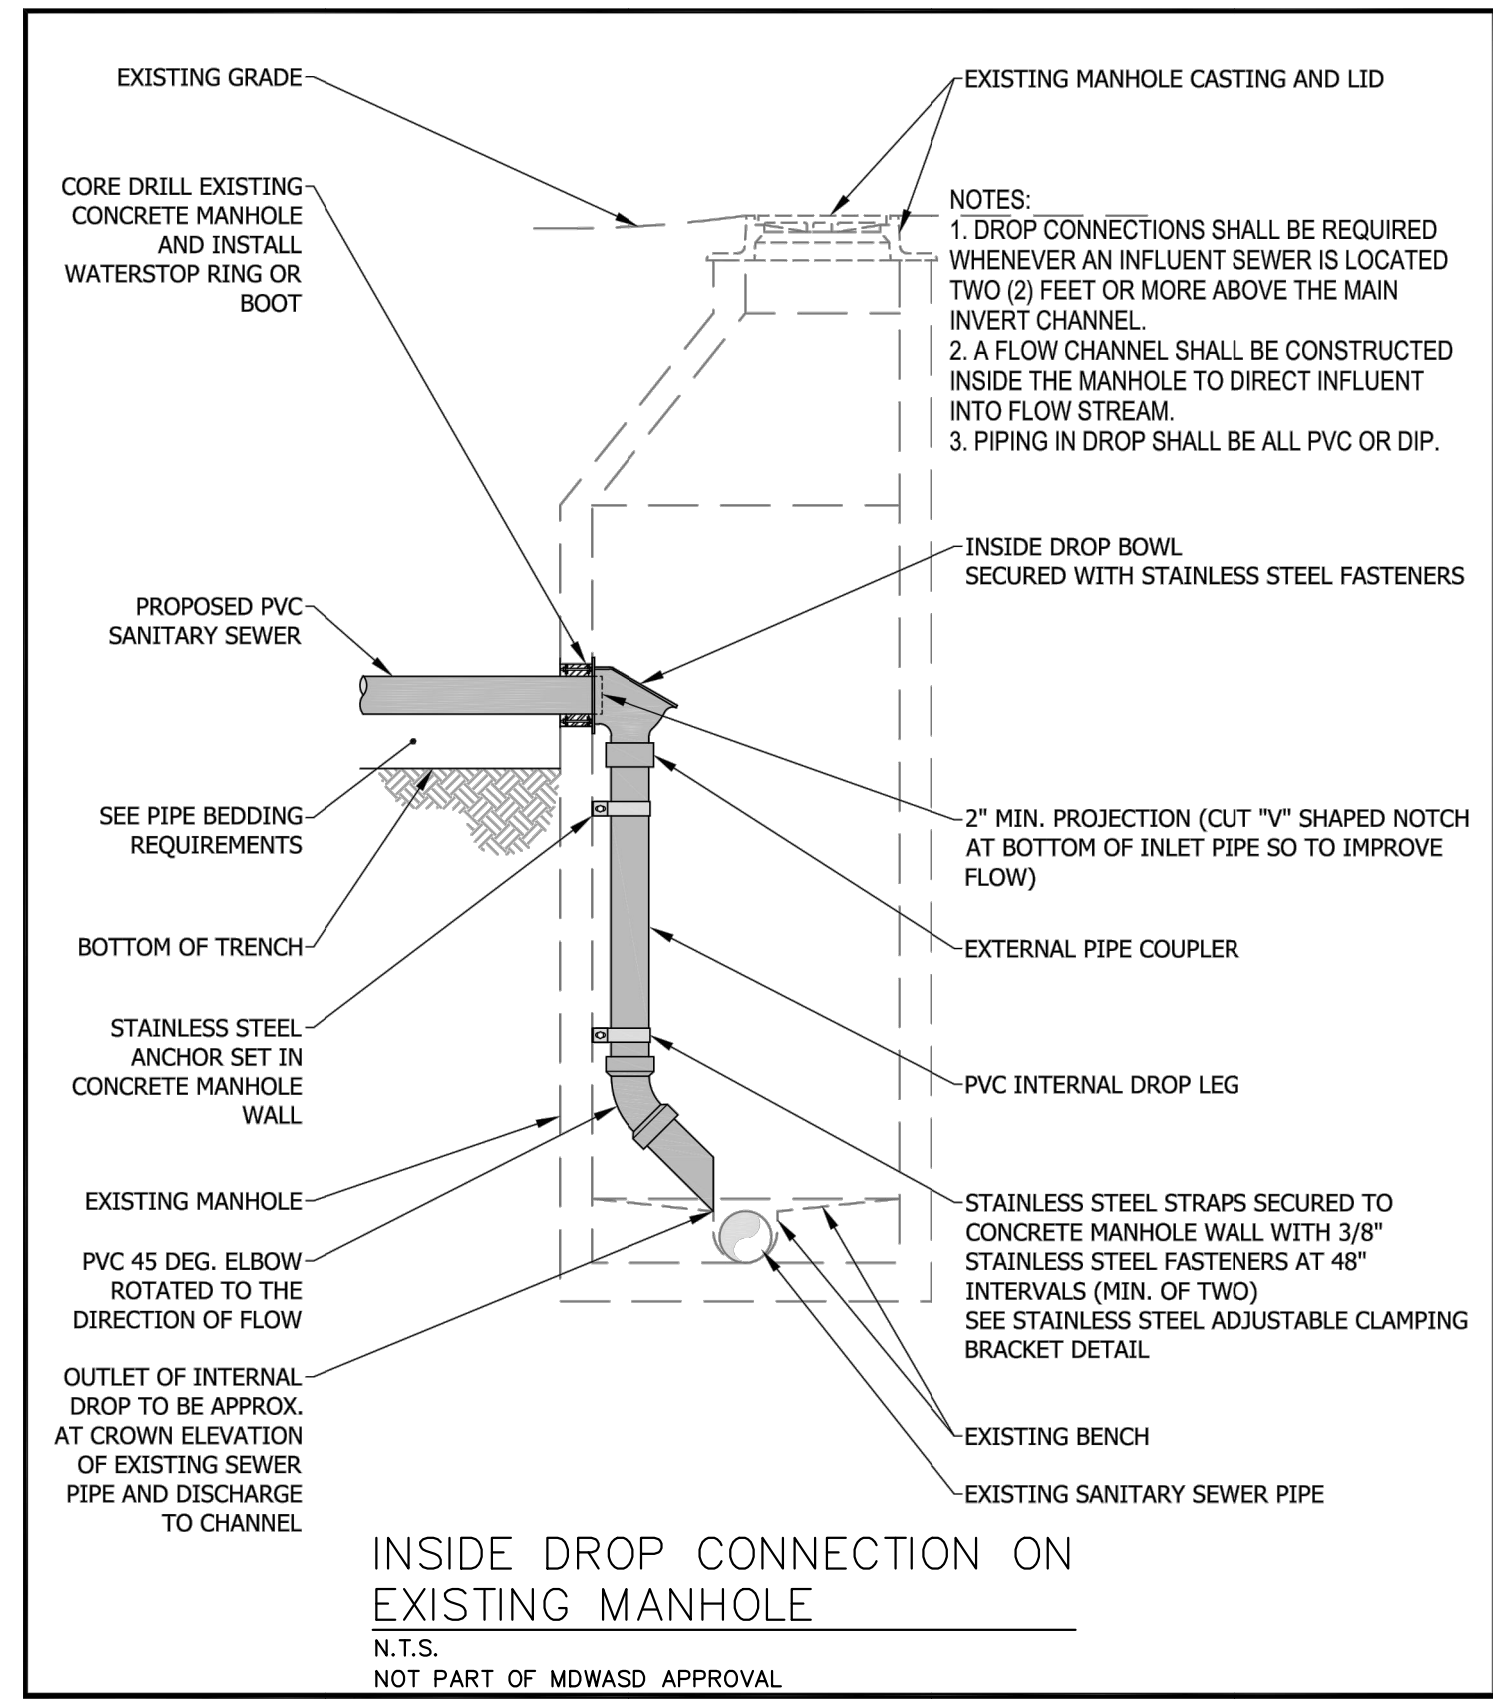 EXISTING GRADE
CORE DRILL EXISTING
CONCRETE MANHOLE
AND INSTALL
WATERSTOP RING OR
BOOT
PROPOSED PVC
SANITARY SEWER
SEE PIPE BEDDING
REQUIREMENTS
BOTTOM OF TRENCH
STAINLESS STEEL
ANCHOR SET IN
CONCRETE MANHOLE
WALL
EXISTING MANHOLE
PVC 45 DEG. ELBOW
ROTATED TO THE
DIRECTION OF FLOW
OUTLET OF INTERNAL
DROP TO BE APPROX.
AT CROWN ELEVATION
OF EXISTING SEWER
PIPE AND DISCHARGE
TO CHANNEL
EXISTING MANHOLE CASTING AND LID
NOTES:
1. DROP CONNECTIONS SHALL BE REQUIRED
WHENEVER AN INFLUENT SEWER IS LOCATED
TWO (2) FEET OR MORE ABOVE THE MAIN
INVERT CHANNEL.
2. A FLOW CHANNEL SHALL BE CONSTRUCTED
INSIDE THE MANHOLE TO DIRECT INFLUENT
INTO FLOW STREAM.
3. PIPING IN DROP SHALL BE ALL PVC OR DIP.
INSIDE DROP BOWL
SECURED WITH STAINLESS STEEL FASTENERS
2" MIN. PROJECTION (CUT "V" SHAPED NOTCH
AT BOTTOM OF INLET PIPE SO TO IMPROVE
FLOW)
EXTERNAL PIPE COUPLER
PVC INTERNAL DROP LEG
STAINLESS STEEL STRAPS SECURED TO
CONCRETE MANHOLE WALL WITH 3/8"
STAINLESS STEEL FASTENERS AT 48"
INTERVALS (MIN. OF TWO)
SEE STAINLESS STEEL ADJUSTABLE CLAMPING
BRACKET DETAIL
EXISTING BENCH
EXISTING SANITARY SEWER PIPE
INSIDE DROP CONNECTION ON
EXISTING MANHOLE
N.T.S.
NOT PART OF MDWASD APPROVAL